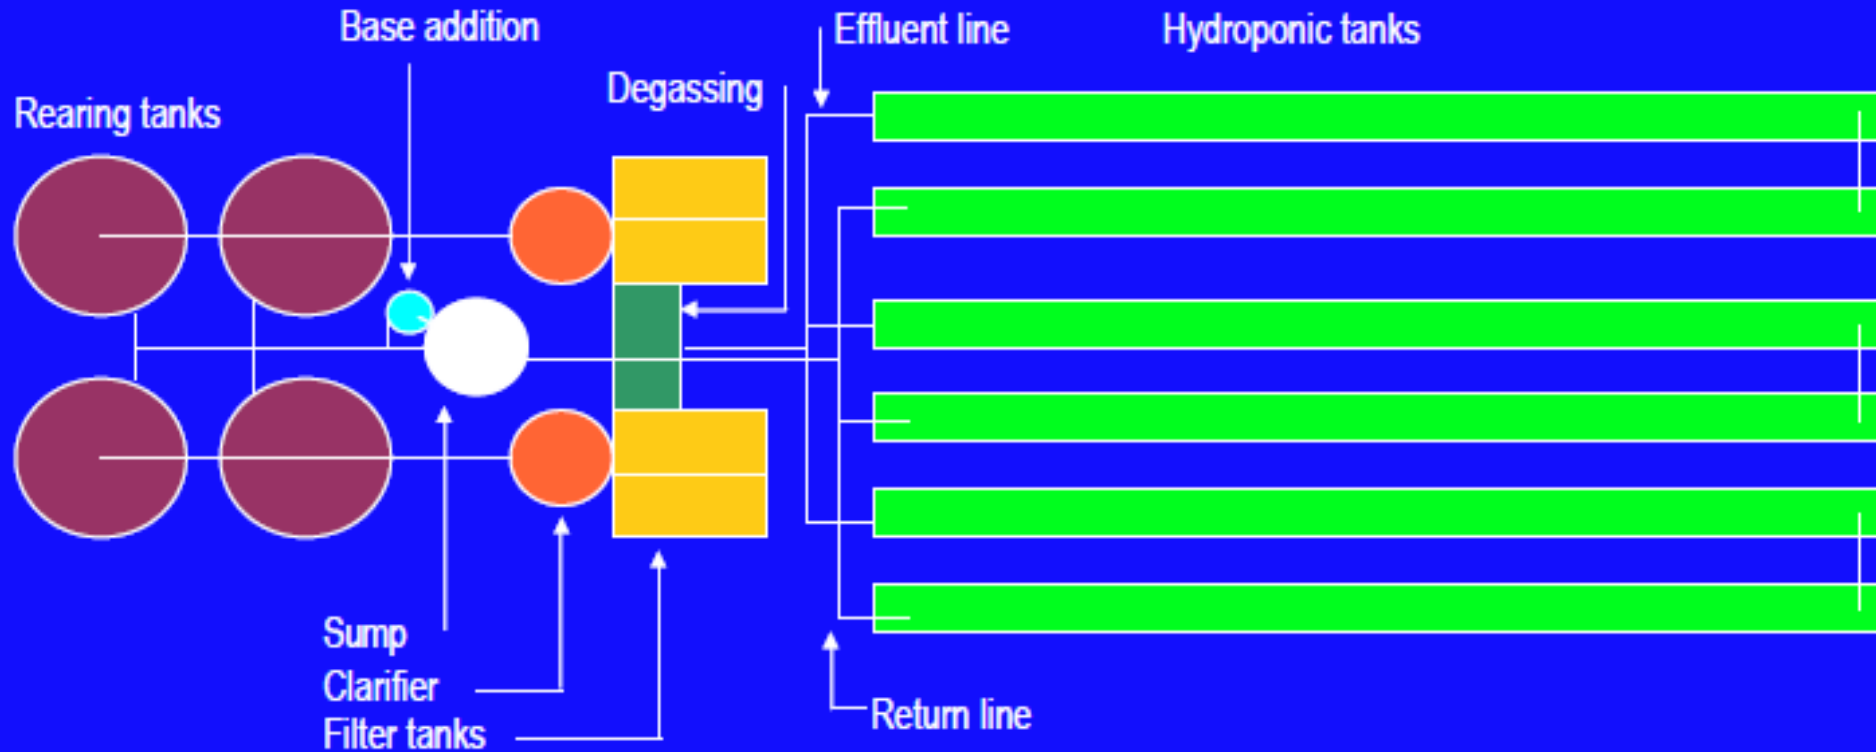 Base addition
Effluent line
Hydroponic tanks
Degassing
Rearing tanks
Sump
Clarifier
Filter tanks
Return line